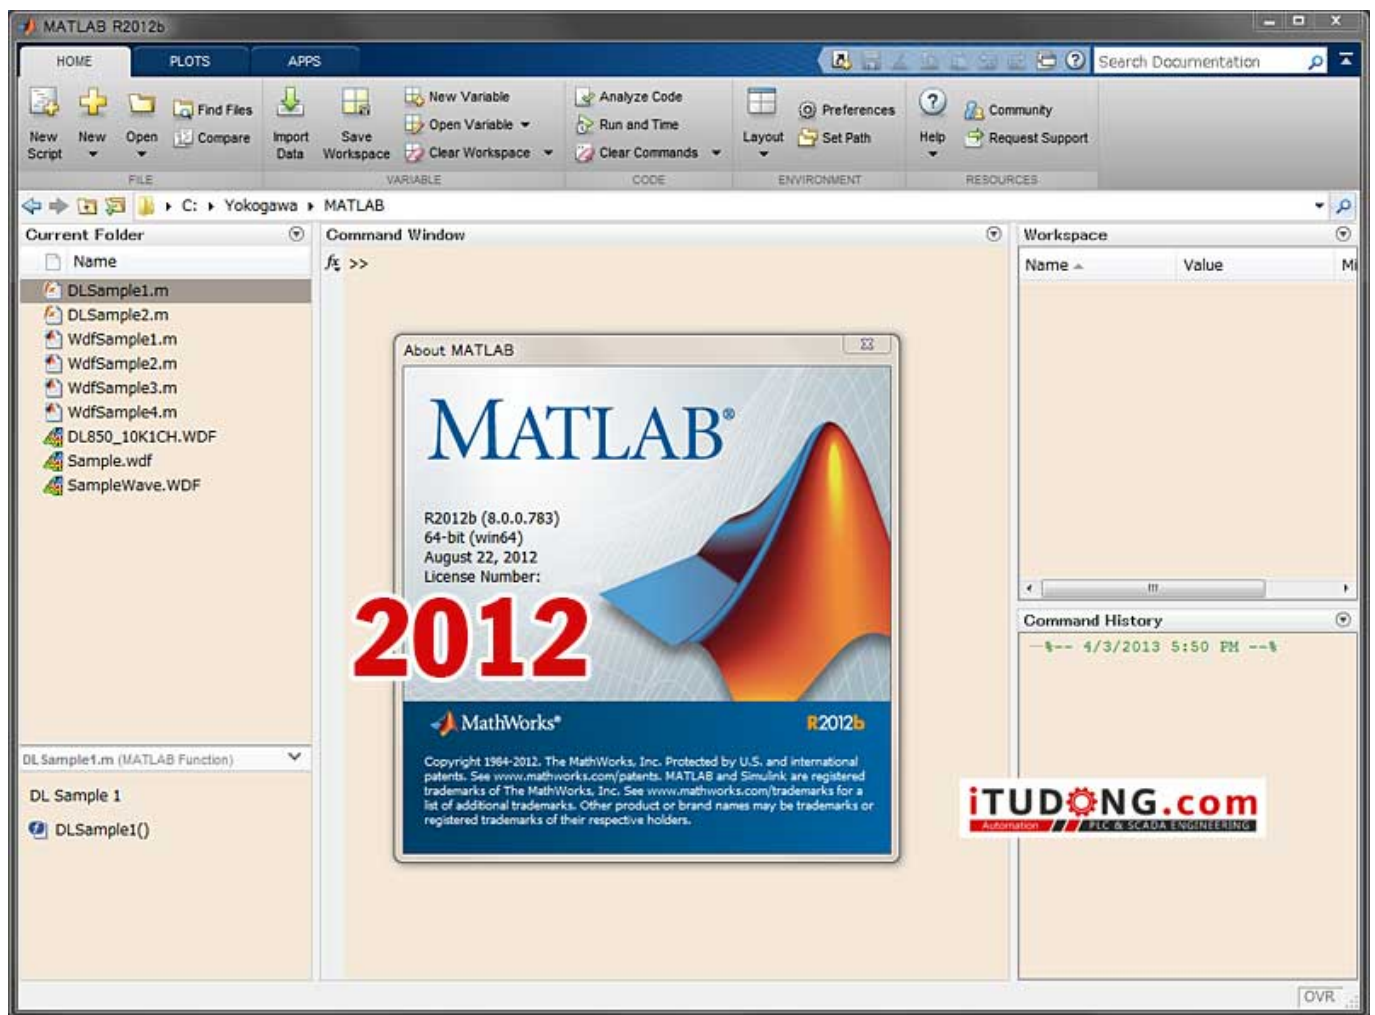 MATLAB R2012b
HOME PLOTS APPS
Search Documentation
New Script
New
Open
Find Files
Compare
Import Data
Save Workspace
New Variable
Open Variable
Clear Workspace
Analyze Code
Run and Time
Clear Commands
Layout
Preferences
Set Path
Help
Community
Request Support
FILE VARIABLE CODE ENVIRONMENT RESOURCES
C: Yokogawa MATLAB
Current Folder
Name
DLSample1.m
DLSample2.m
WdfSample1.m
WdfSample2.m
WdfSample3.m
WdfSample4.m
DL850_10K1CH.WDF
Sample.wdf
SampleWave.WDF
DLSample1.m (MATLAB Function)
DL Sample 1
DLSample1()
Command Window
fx >>
About MATLAB
MATLAB®
R2012b (8.0.0.783)
64-bit (win64)
August 22, 2012
License Number:
2012
MathWorks®
R2012b
Copyright 1984-2012. The MathWorks, Inc. Protected by U.S. and international
patents. See www.mathworks.com/patents. MATLAB and Simulink are registered
trademarks of The MathWorks, Inc. See www.mathworks.com/trademarks for a
list of additional trademarks. Other product or brand names may be trademarks or
registered trademarks of their respective holders.
Workspace
Name Value Mi
Command History
%-- 4/3/2013 5:50 PM --%
iTUDONG.com
Automation PLC & SCADA ENGINEERING
OVR